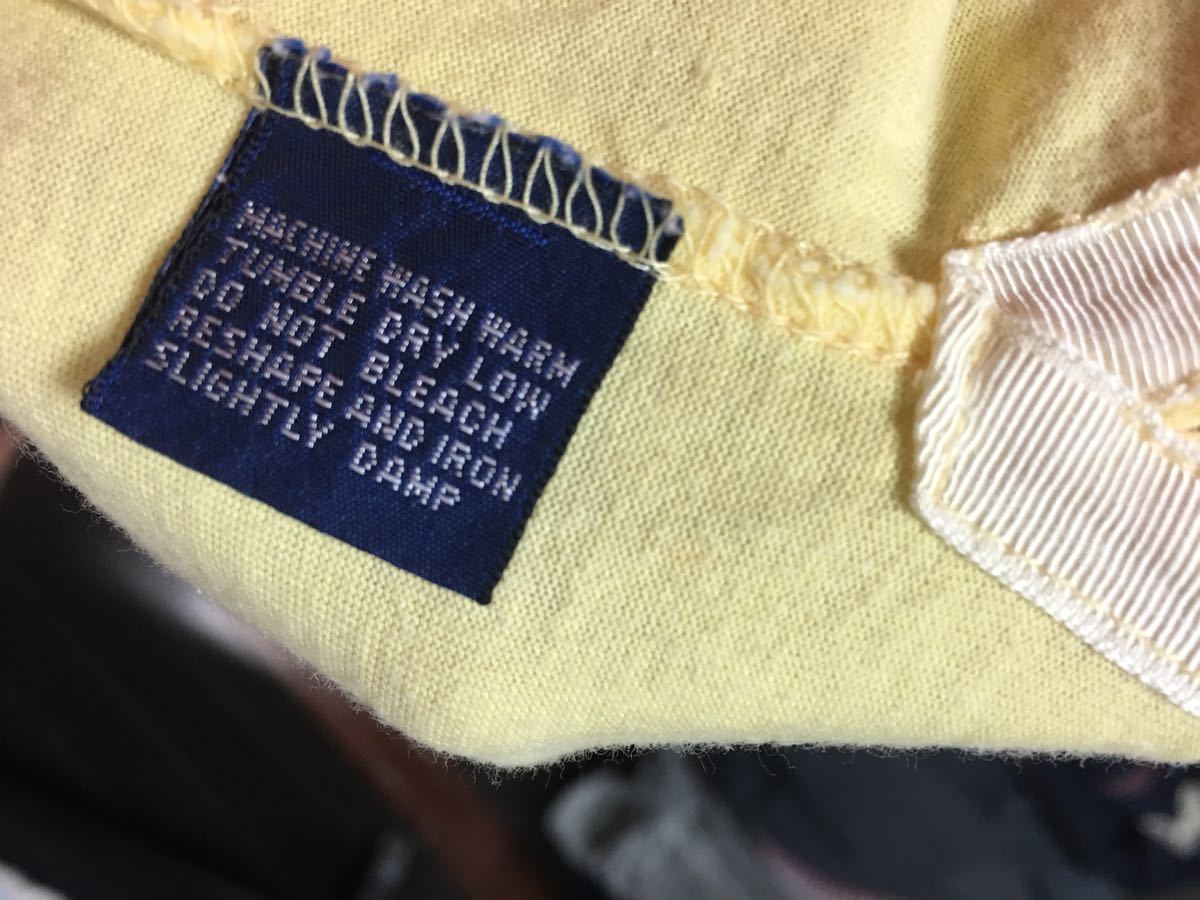 MACHINE WASH WARM
TUMBLE DRY LOW
DO NOT BLEACH
RESHAPE AND IRON
SLIGHTLY DAMP